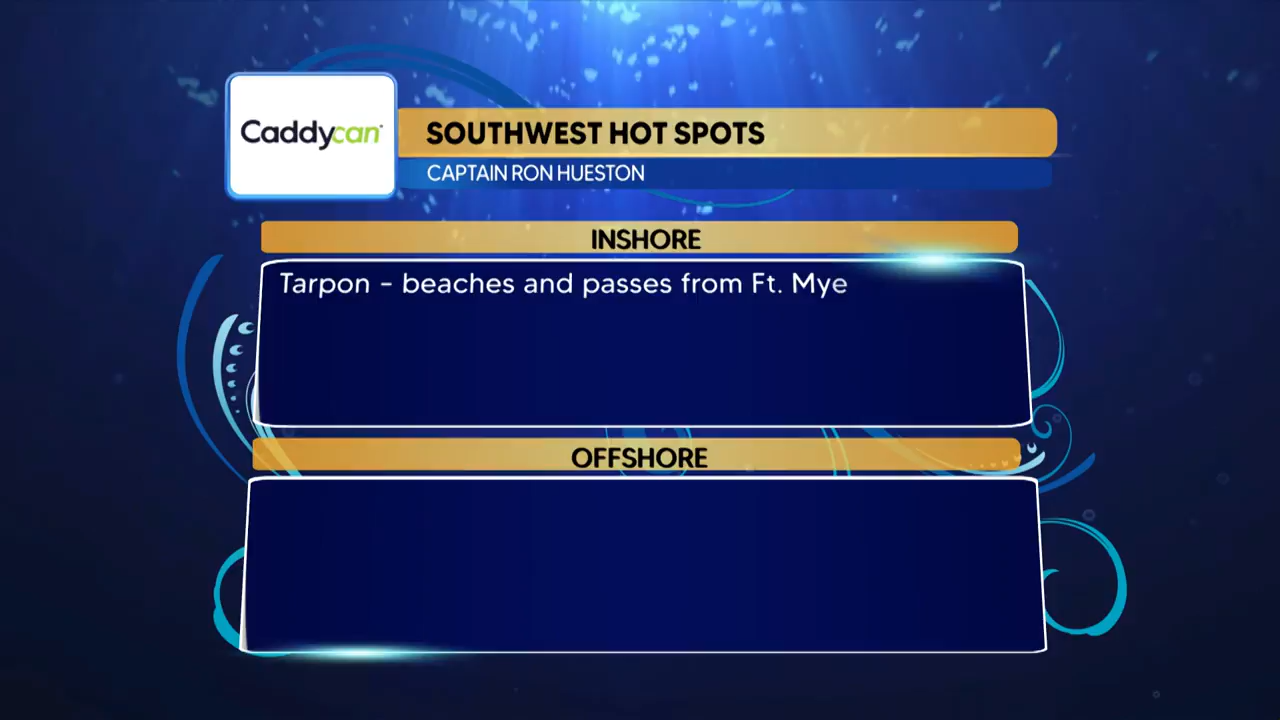 Caddycan
SOUTHWEST HOT SPOTS
CAPTAIN RON HUESTON
INSHORE
Tarpon - beaches and passes from Ft. Mye
OFFSHORE